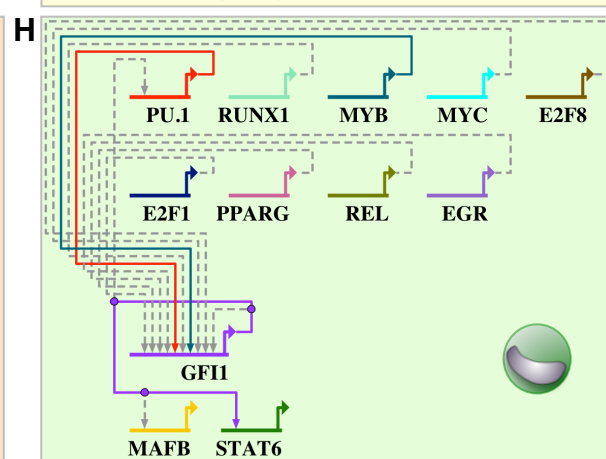 H
PU.1 RUNX1 MYB MYC E2F8
E2F1 PPARG REL EGR
GFI1
MAFB STAT6